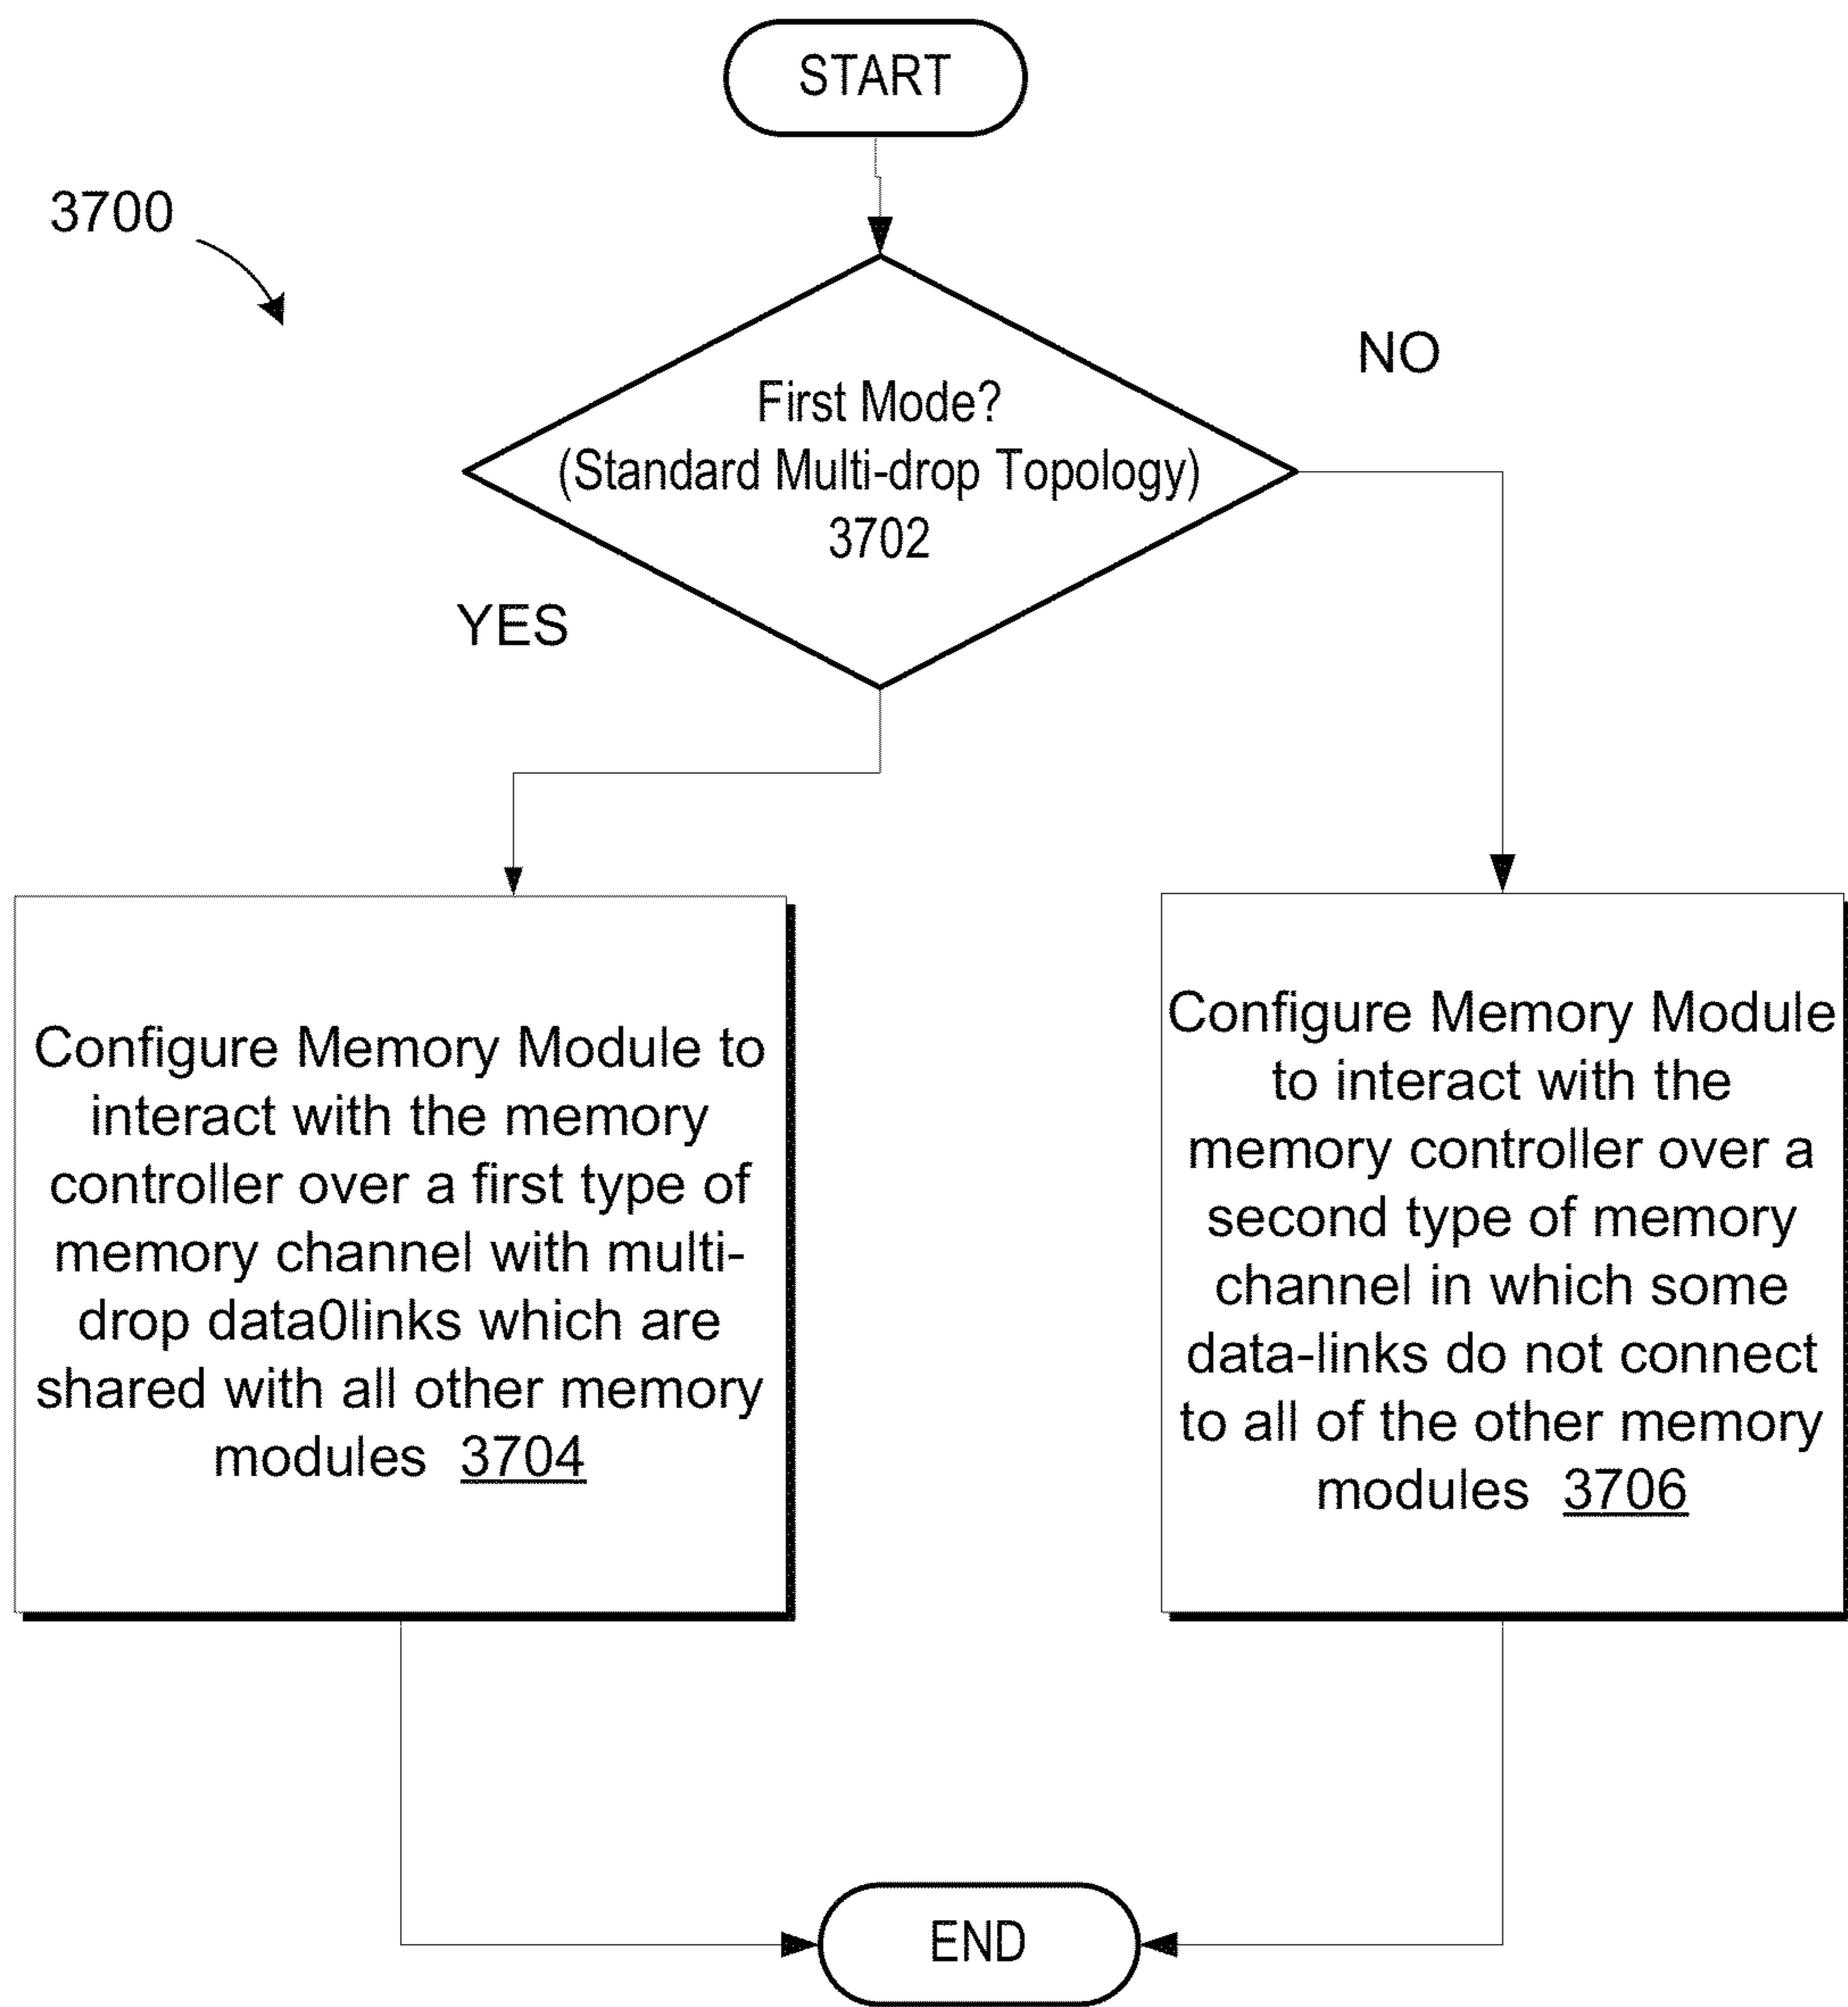 START
3700
First Mode?
(Standard Multi-drop Topology)
3702
NO
YES
Configure Memory Module to
interact with the memory
controller over a first type of
memory channel with multi-
drop data0links which are
shared with all other memory
modules 3704
Configure Memory Module
to interact with the
memory controller over a
second type of memory
channel in which some
data-links do not connect
to all of the other memory
modules 3706
END